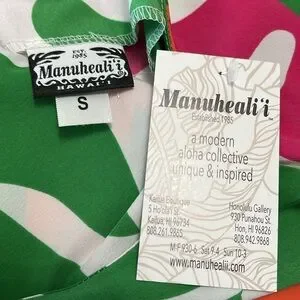 EST.
1985
Manuheali'i
HAWAI'I
S
Manuheali'i
Established 1985
a modern
aloha collective
unique & inspired
Kailua Boutique
5 Hoolai St.
Kailua, HI 96734
808.261.9865
Honolulu Gallery
930 Punahou St.
Hon, HI 96826
808.942.9868
M-F 9:30-6 Sat 9-4 Sun 10-3
www.manuhealii.com